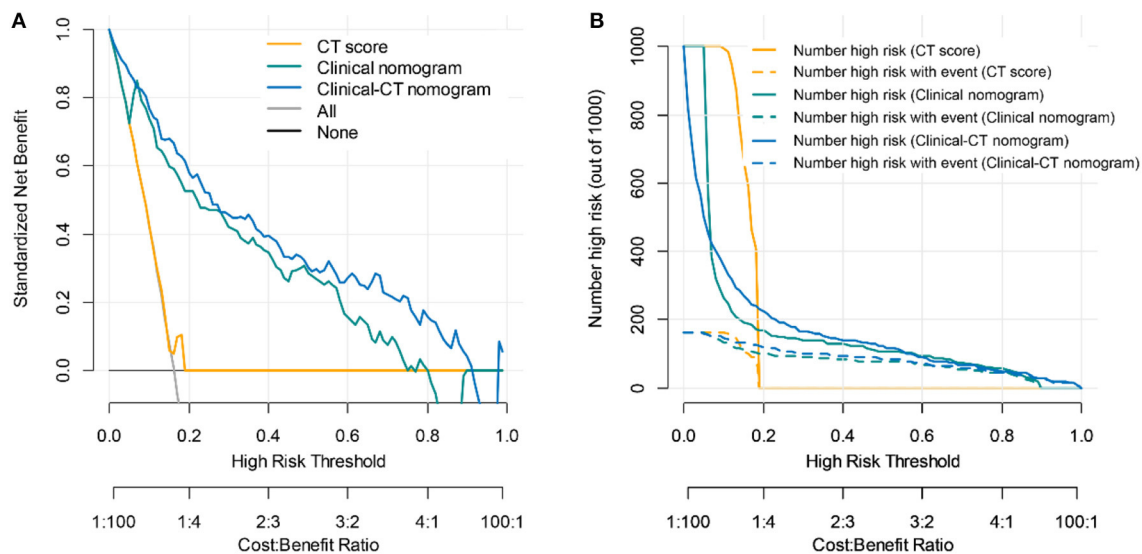 A
CT score
Clinical nomogram
Clinical-CT nomogram
All
None
Standardized Net Benefit
1.0
0.8
0.6
0.4
0.2
0.0
0.0 0.2 0.4 0.6 0.8 1.0
High Risk Threshold
1:100 1:4 2:3 3:2 4:1 100:1
Cost:Benefit Ratio
B
Number high risk (CT score)
Number high risk with event (CT score)
Number high risk (Clinical nomogram)
Number high risk with event (Clinical nomogram)
Number high risk (Clinical-CT nomogram)
Number high risk with event (Clinical-CT nomogram)
Number high risk (out of 1000)
1000
800
600
400
200
0
0.0 0.2 0.4 0.6 0.8 1.0
High Risk Threshold
1:100 1:4 2:3 3:2 4:1 100:1
Cost:Benefit Ratio